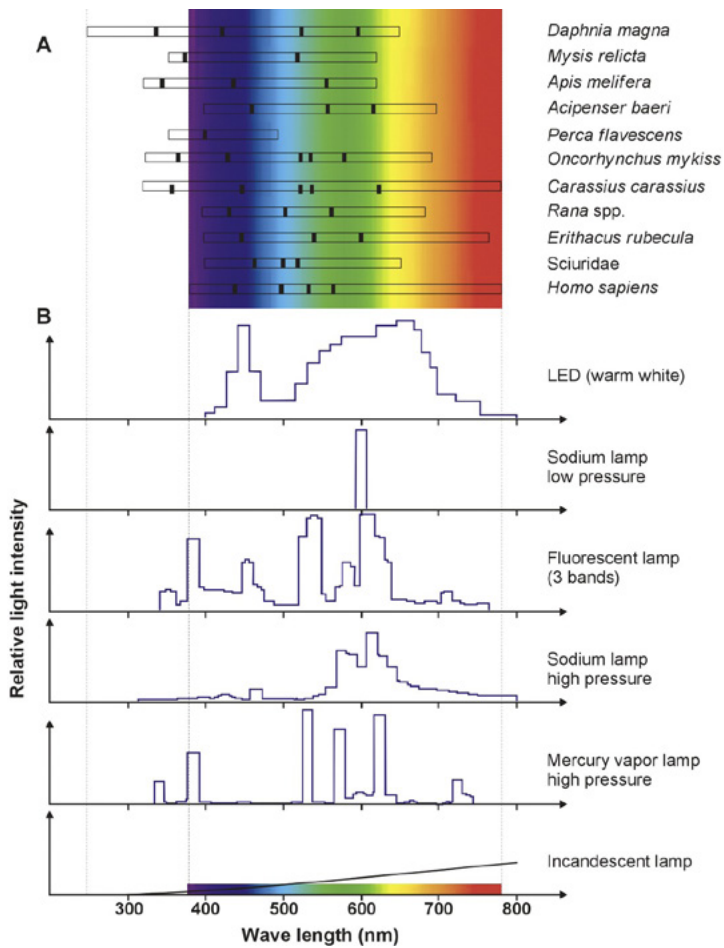 A
Daphnia magna
Mysis relicta
Apis melifera
Acipenser baeri
Perca flavescens
Oncorhynchus mykiss
Carassius carassius
Rana spp.
Erithacus rubecula
Sciuridae
Homo sapiens
B
Relative light intensity
LED (warm white)
Sodium lamp
low pressure
Fluorescent lamp
(3 bands)
Sodium lamp
high pressure
Mercury vapor lamp
high pressure
Incandescent lamp
300 400 500 600 700 800
Wave length (nm)